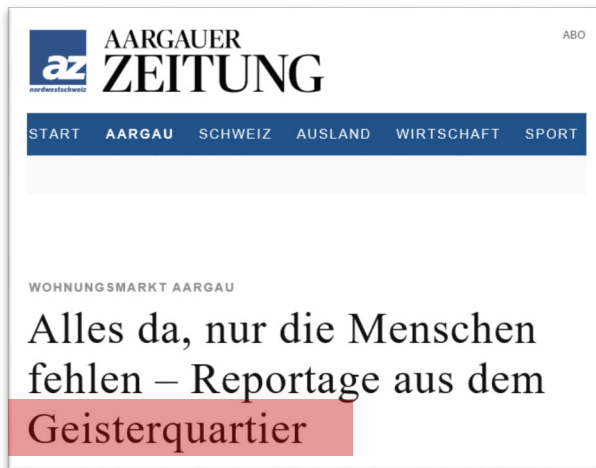 AARGAUER
ZEITUNG
az
nordwestschweiz
ABO
START AARGAU SCHWEIZ AUSLAND WIRTSCHAFT SPORT
WOHNUNGSMARKT AARGAU
Alles da, nur die Menschen
fehlen – Reportage aus dem
Geisterquartier